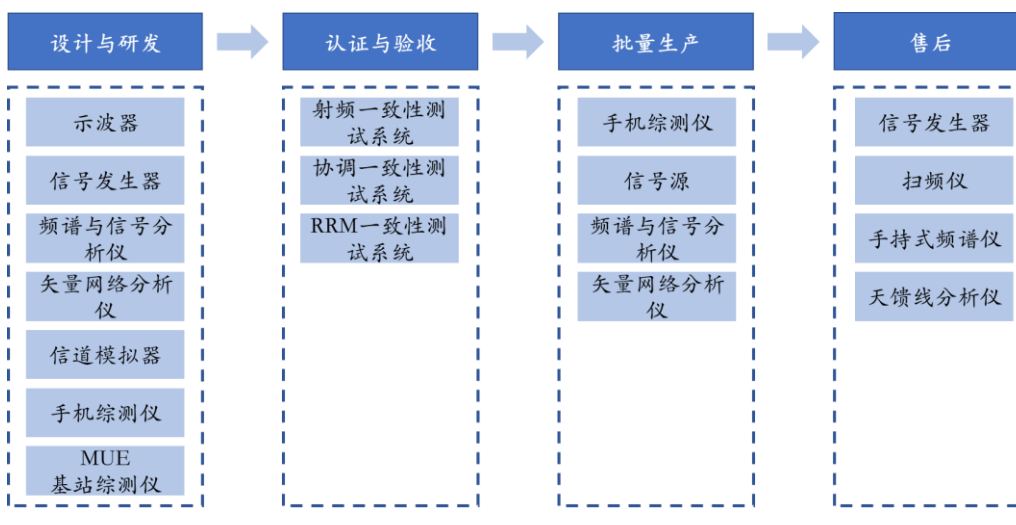 设计与研发
认证与验收
批量生产
售后
示波器
信号发生器
频谱与信号分
析仪
矢量网络分析
仪
信道模拟器
手机综测仪
MUE
基站综测仪
射频一致性测
试系统
协调一致性测
试系统
RRM一致性测
试系统
手机综测仪
信号源
频谱与信号分
析仪
矢量网络分析
仪
信号发生器
扫频仪
手持式频谱仪
天馈线分析仪